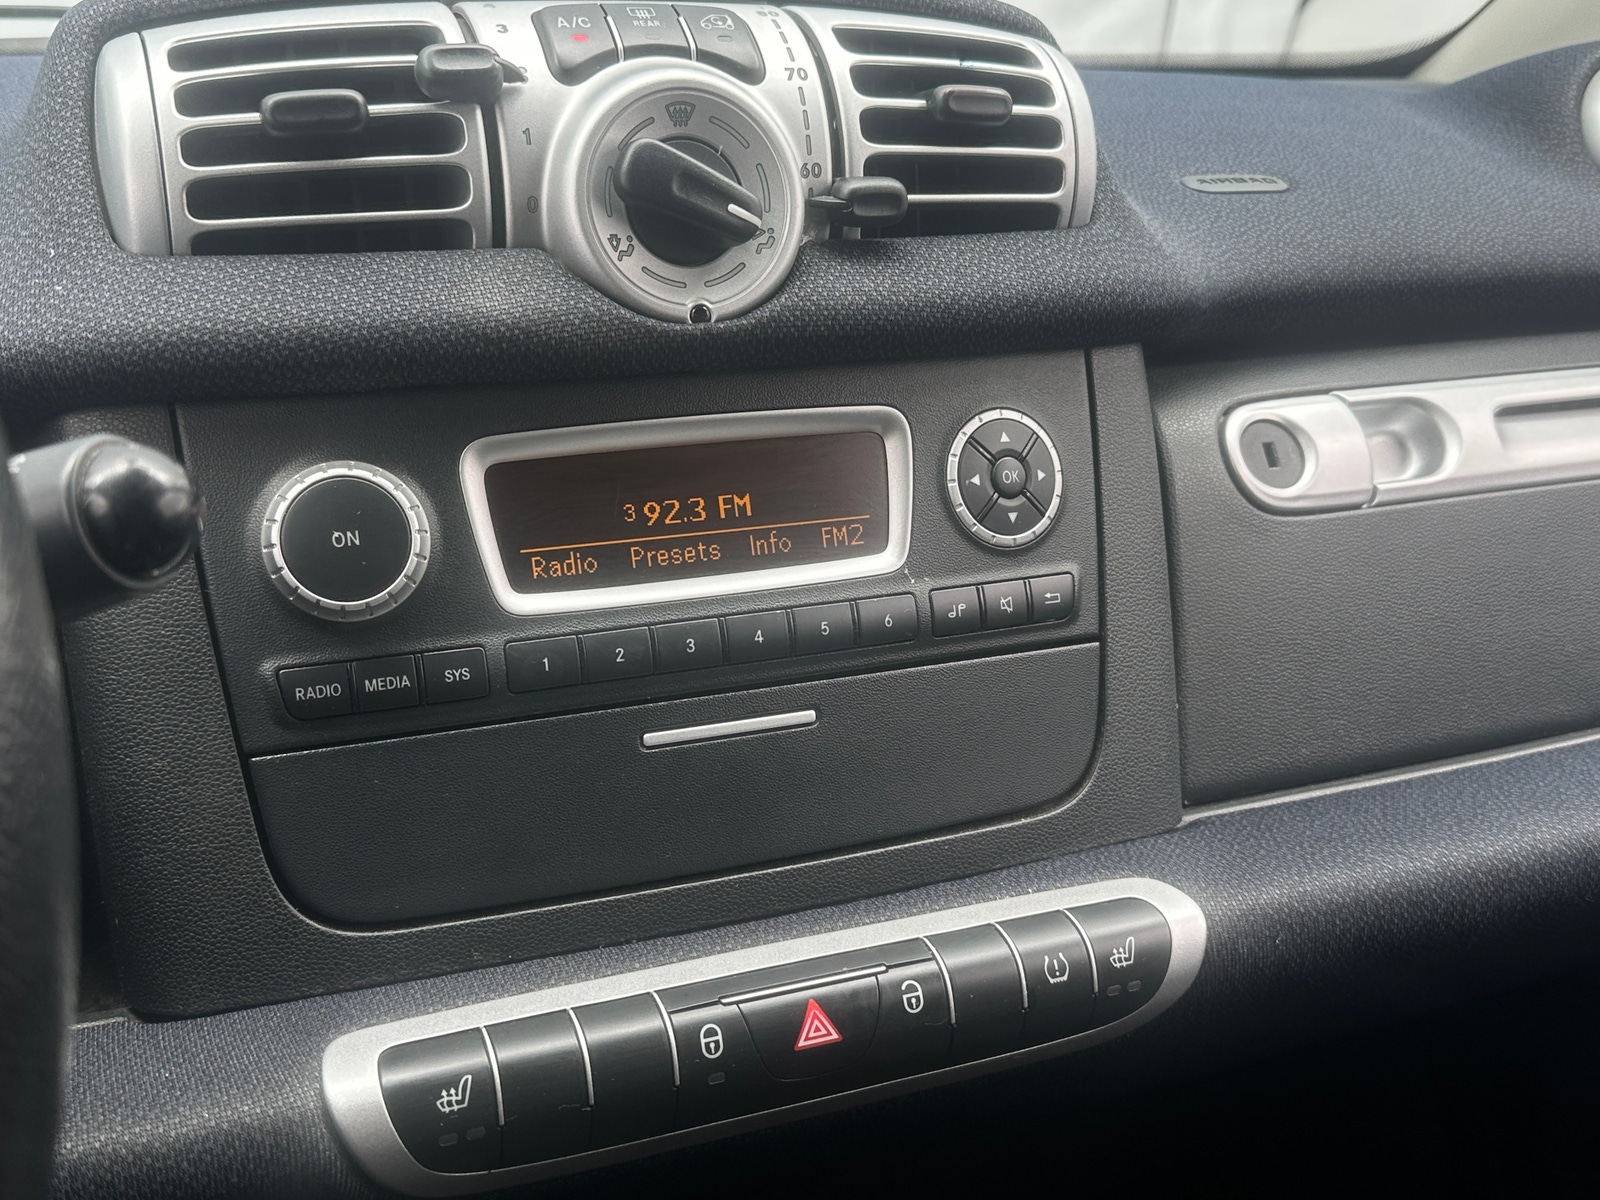 A/C
REAR
3
80
70
60
1
0
AIRBAG
ON
3 92.3 FM
Radio Presets Info FM2
OK
RADIO MEDIA SYS
1 2 3 4 5 6